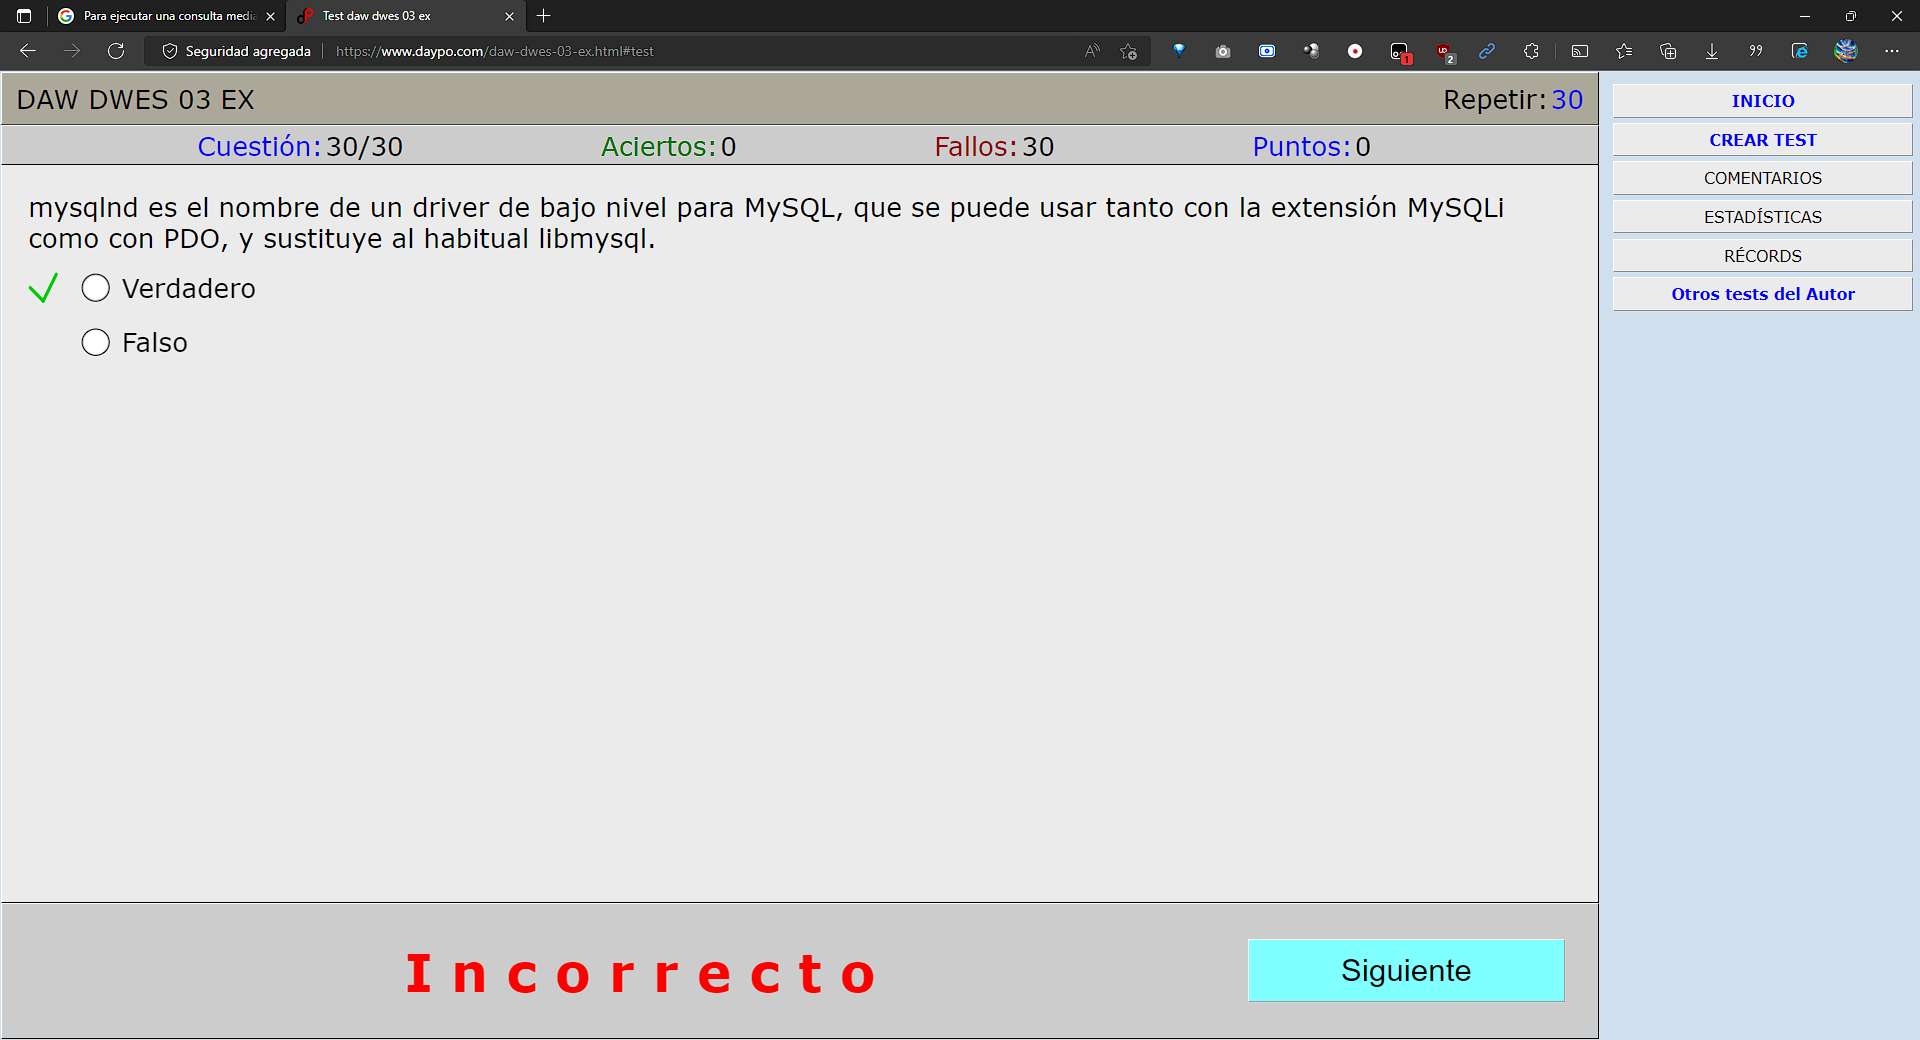 Para ejecutar una consulta media
Test daw dwes 03 ex
Seguridad agregada
https://www.daypo.com/daw-dwes-03-ex.html#test
1
2
DAW DWES 03 EX
Repetir: 30
Cuestión: 30/30
Aciertos: 0
Fallos: 30
Puntos: 0
mysqlnd es el nombre de un driver de bajo nivel para MySQL, que se puede usar tanto con la extensión MySQLi
como con PDO, y sustituye al habitual libmysql.
Verdadero
Falso
Incorrecto
Siguiente
INICIO
CREAR TEST
COMENTARIOS
ESTADÍSTICAS
RÉCORDS
Otros tests del Autor